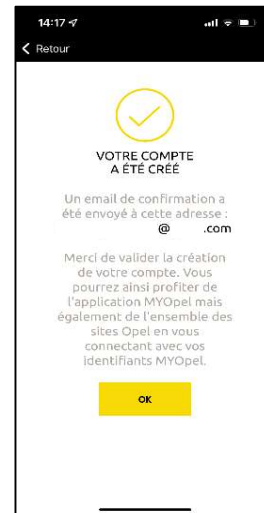 14:17
Retour
VOTRE COMPTE
A ÉTÉ CRÉÉ
Un email de confirmation a
été envoyé à cette adresse :
@ .com
Merci de valider la création
de votre compte. Vous
pourrez ainsi profiter de
l'application MYOpel mais
également de l'ensemble des
sites Opel en vous
connectant avec vos
identifiants MYOpel.
OK